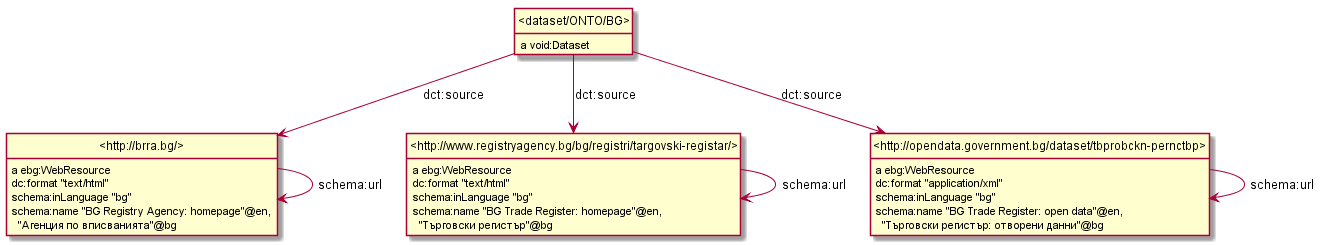 <dataset/ONTO/BG>
a void:Dataset
dct:source
dct:source
dct:source
<http://brra.bg/>
a ebg:WebResource
dc:format "text/html"
schema:inLanguage "bg"
schema:name "BG Registry Agency: homepage"@en,
"Агенция по вписванията"@bg
schema:url
<http://www.registryagency.bg/bg/registri/targovski-registar/>
a ebg:WebResource
dc:format "text/html"
schema:inLanguage "bg"
schema:name "BG Trade Register: homepage"@en,
"Търговски регистър"@bg
schema:url
<http://opendata.government.bg/dataset/tbprobckn-pernctbp>
a ebg:WebResource
dc:format "application/xml"
schema:inLanguage "bg"
schema:name "BG Trade Register: open data"@en,
"Търговски регистър: отворени данни"@bg
schema:url